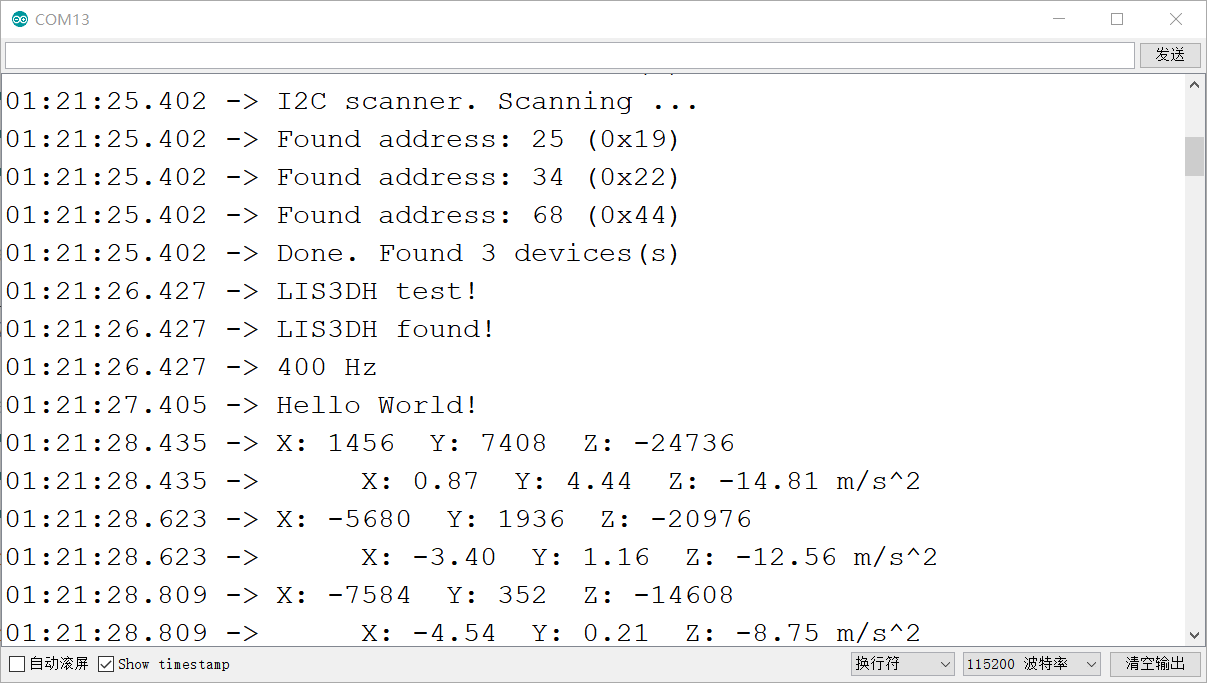 COM13
发送
01:21:25.402 -> I2C scanner. Scanning ...
01:21:25.402 -> Found address: 25 (0x19)
01:21:25.402 -> Found address: 34 (0x22)
01:21:25.402 -> Found address: 68 (0x44)
01:21:25.402 -> Done. Found 3 devices(s)
01:21:26.427 -> LIS3DH test!
01:21:26.427 -> LIS3DH found!
01:21:26.427 -> 400 Hz
01:21:27.405 -> Hello World!
01:21:28.435 -> X: 1456  Y: 7408  Z: -24736
01:21:28.435 ->      X: 0.87  Y: 4.44  Z: -14.81 m/s^2
01:21:28.623 -> X: -5680  Y: 1936  Z: -20976
01:21:28.623 ->      X: -3.40  Y: 1.16  Z: -12.56 m/s^2
01:21:28.809 -> X: -7584  Y: 352  Z: -14608
01:21:28.809 ->      X: -4.54  Y: 0.21  Z: -8.75 m/s^2
自动滚屏 Show timestamp 换行符 115200 波特率 清空输出